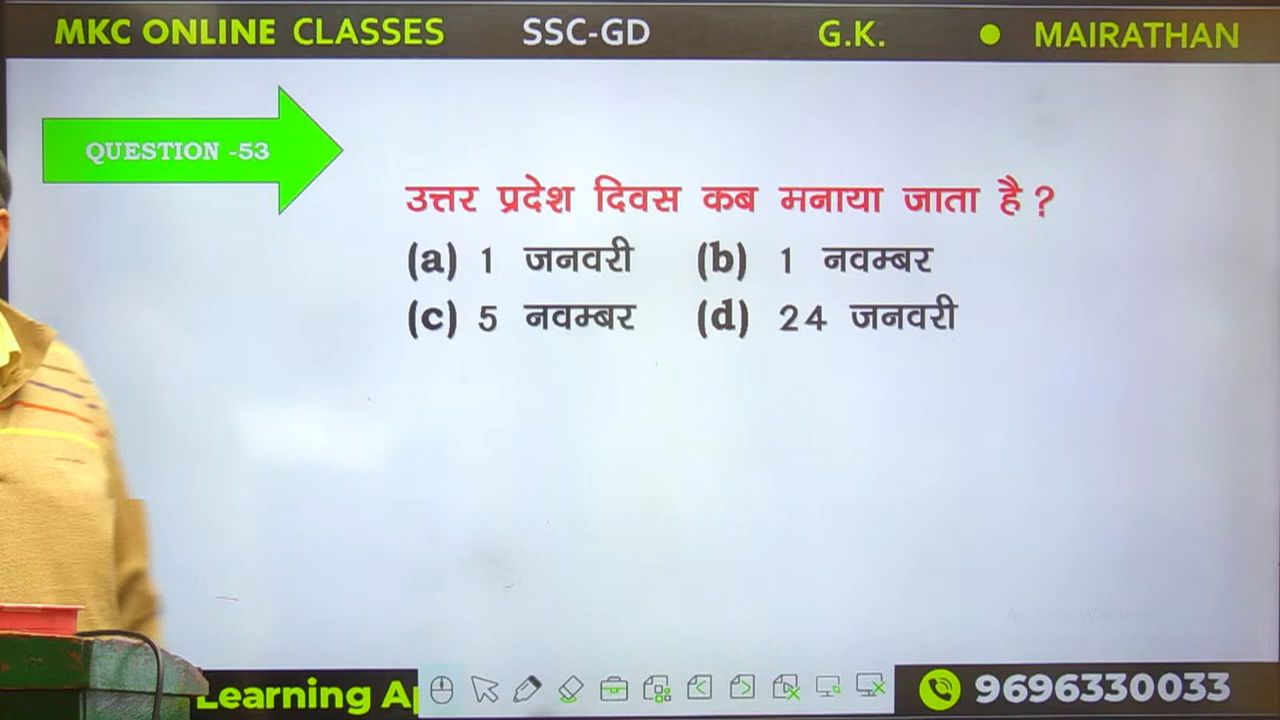 MKC ONLINE CLASSES SSC-GD G.K. MAIRATHAN
QUESTION -53
उत्तर प्रदेश दिवस कब मनाया जाता है ?
(a) 1 जनवरी (b) 1 नवम्बर
(c) 5 नवम्बर (d) 24 जनवरी
Learning 9696330033